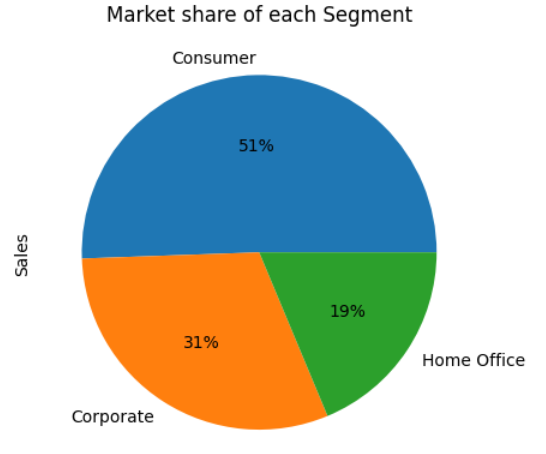 Market share of each Segment
Consumer
51%
Sales
19%
31%
Home Office
Corporate